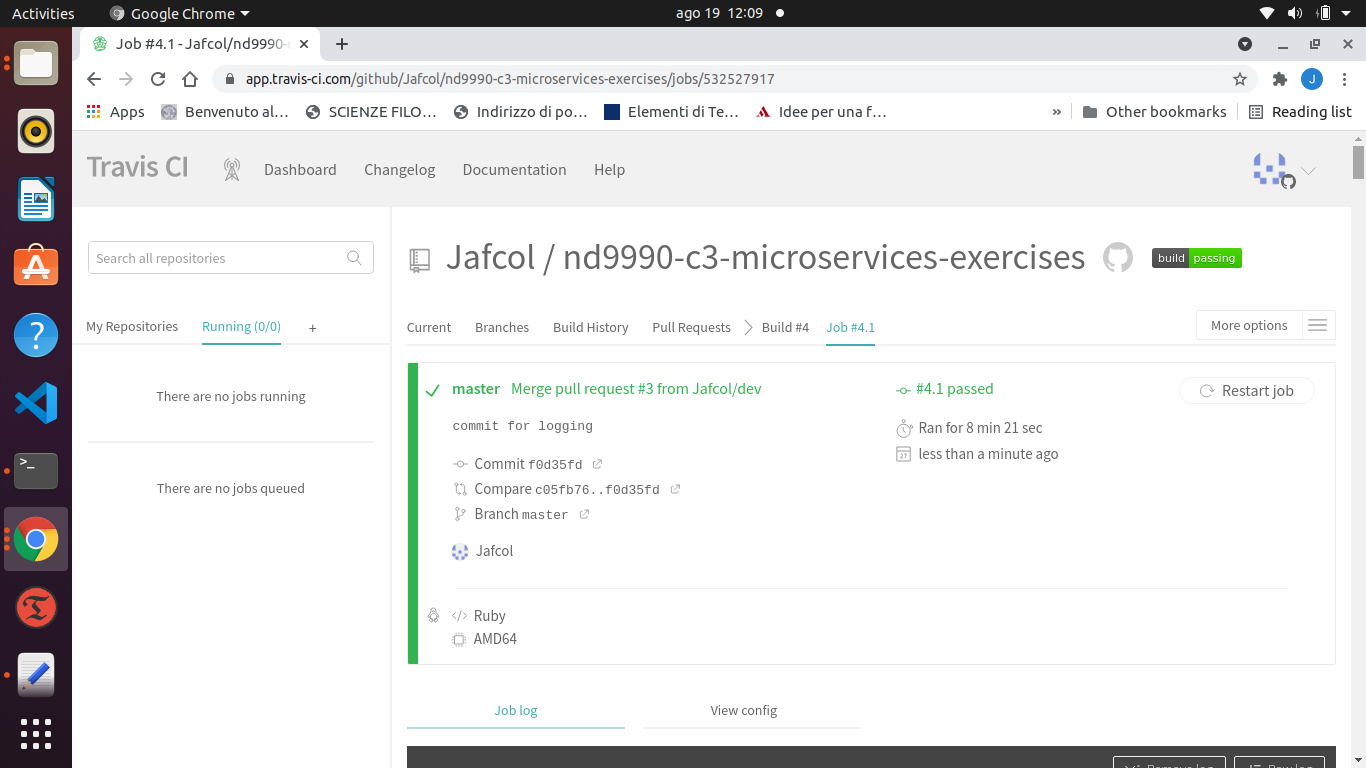 Activities Google Chrome ago 19 12:09
Job #4.1 - Jafcol/nd9990-
app.travis-ci.com/github/Jafcol/nd9990-c3-microservices-exercises/jobs/532527917 J
Apps Benvenuto al… SCIENZE FILO… Indirizzo di po… Elementi di Te… Idee per una f… » Other bookmarks Reading list
Travis CI Dashboard Changelog Documentation Help
Search all repositories
My Repositories Running (0/0) +
There are no jobs running
There are no jobs queued
Jafcol / nd9990-c3-microservices-exercises build passing
Current Branches Build History Pull Requests Build #4 Job #4.1 More options
master Merge pull request #3 from Jafcol/dev #4.1 passed Restart job
commit for logging Ran for 8 min 21 sec
less than a minute ago
Commit f0d35fd
Compare c05fb76..f0d35fd
Branch master
Jafcol
Ruby
AMD64
Job log View config
Remove log Raw log